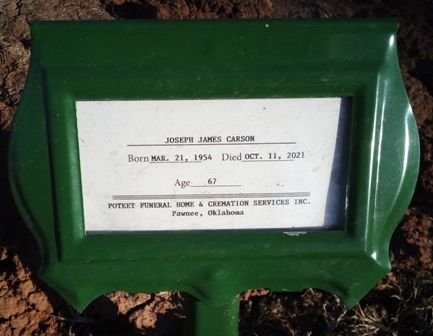 JOSEPH JAMES CARSON
Born MAR. 21, 1954 Died OCT. 11, 2021
Age 67
POTEET FUNERAL HOME & CREMATION SERVICES INC.
Pawnee, Oklahoma